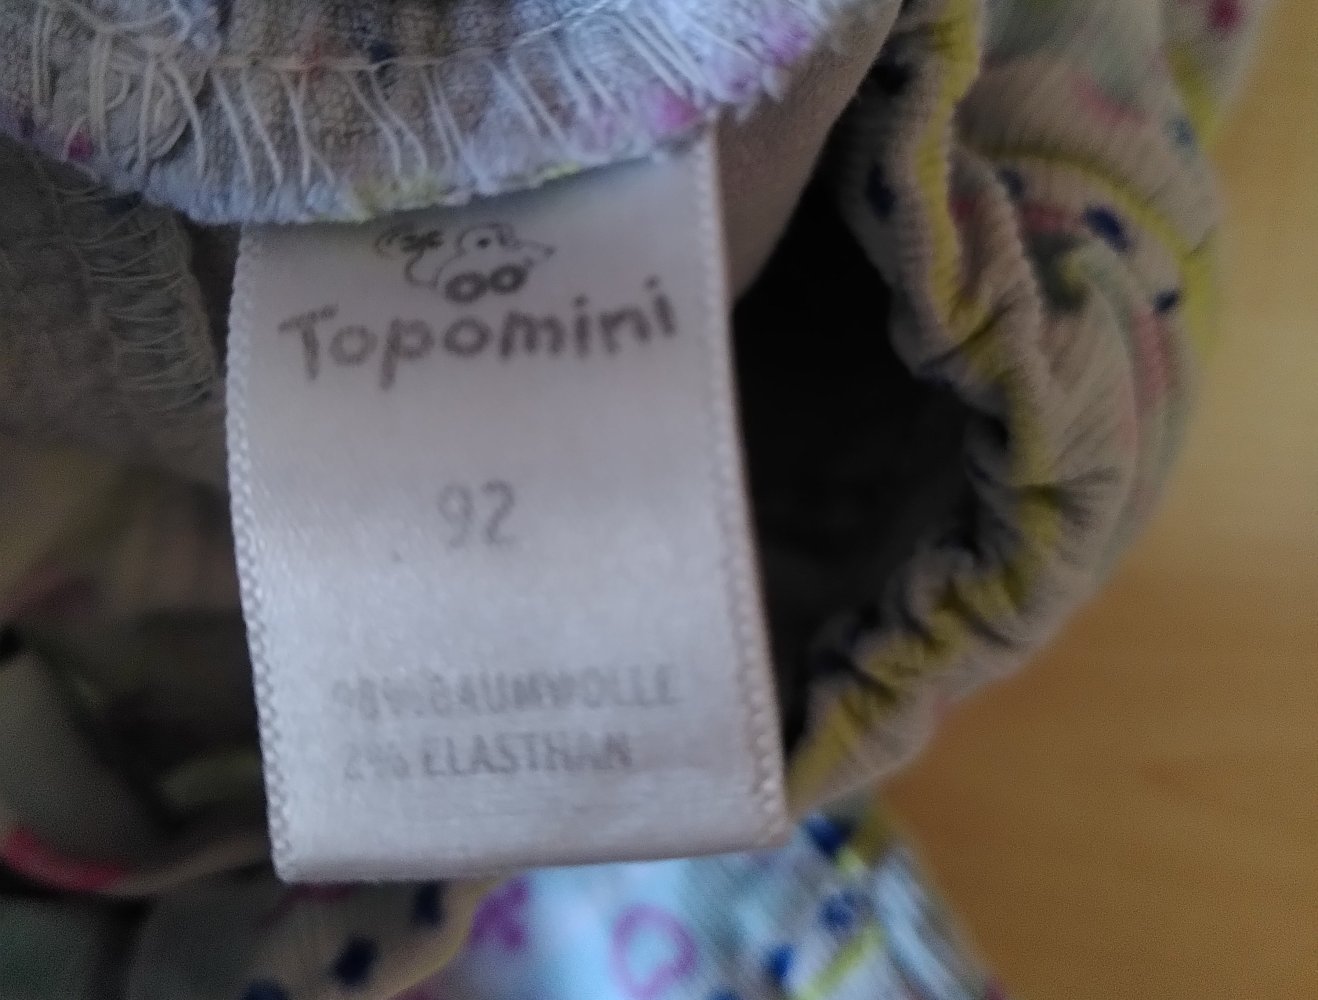 Topomini
92
98% BAUMWOLLE
2% ELASTHAN